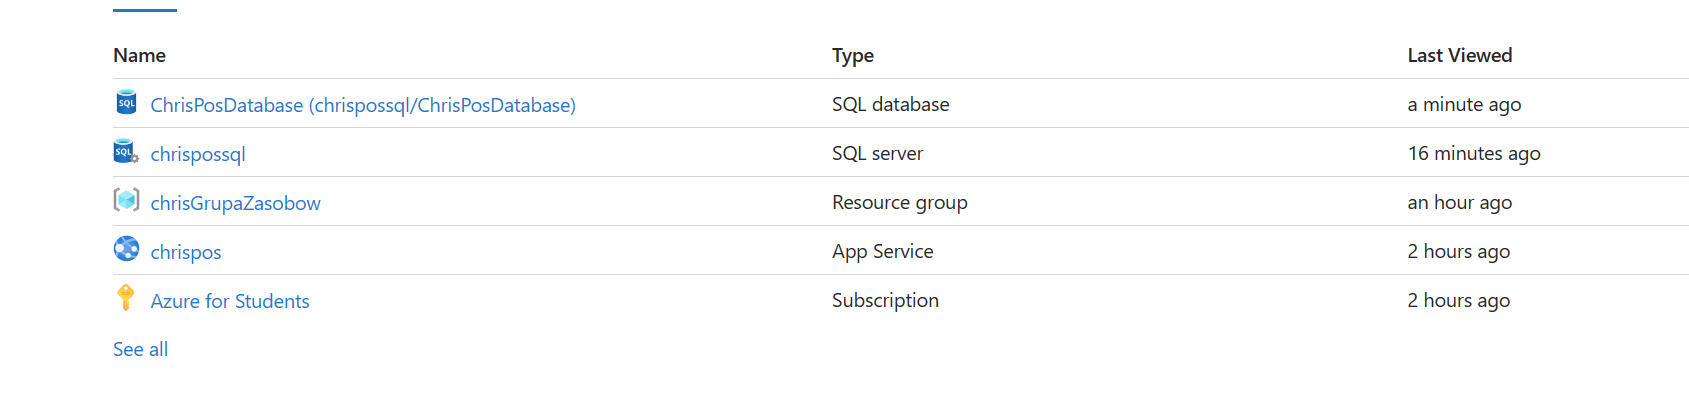 Name Type Last Viewed
SQL ChrisPosDatabase (chrispossql/ChrisPosDatabase) SQL database a minute ago
SQL chrispossql SQL server 16 minutes ago
chrisGrupaZasobow Resource group an hour ago
chrispos App Service 2 hours ago
Azure for Students Subscription 2 hours ago
See all